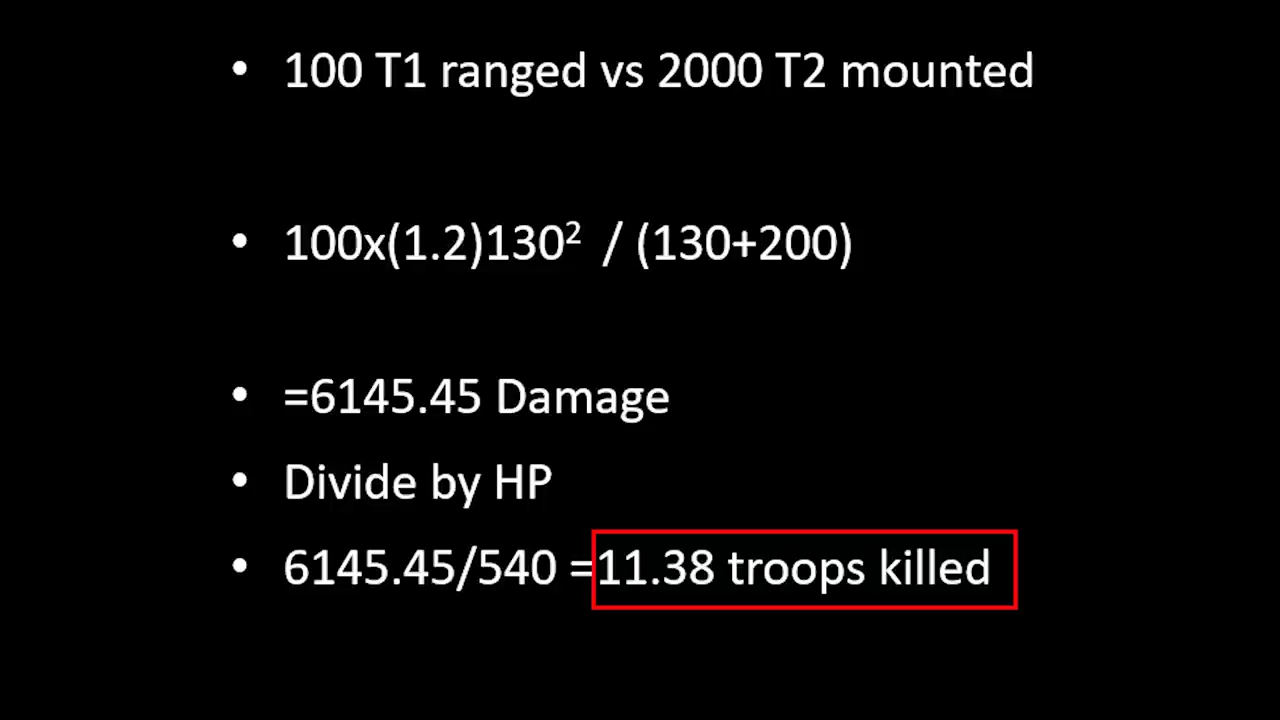 • 100 T1 ranged vs 2000 T2 mounted
• 100x(1.2)130² / (130+200)
• =6145.45 Damage
• Divide by HP
• 6145.45/540 =11.38 troops killed